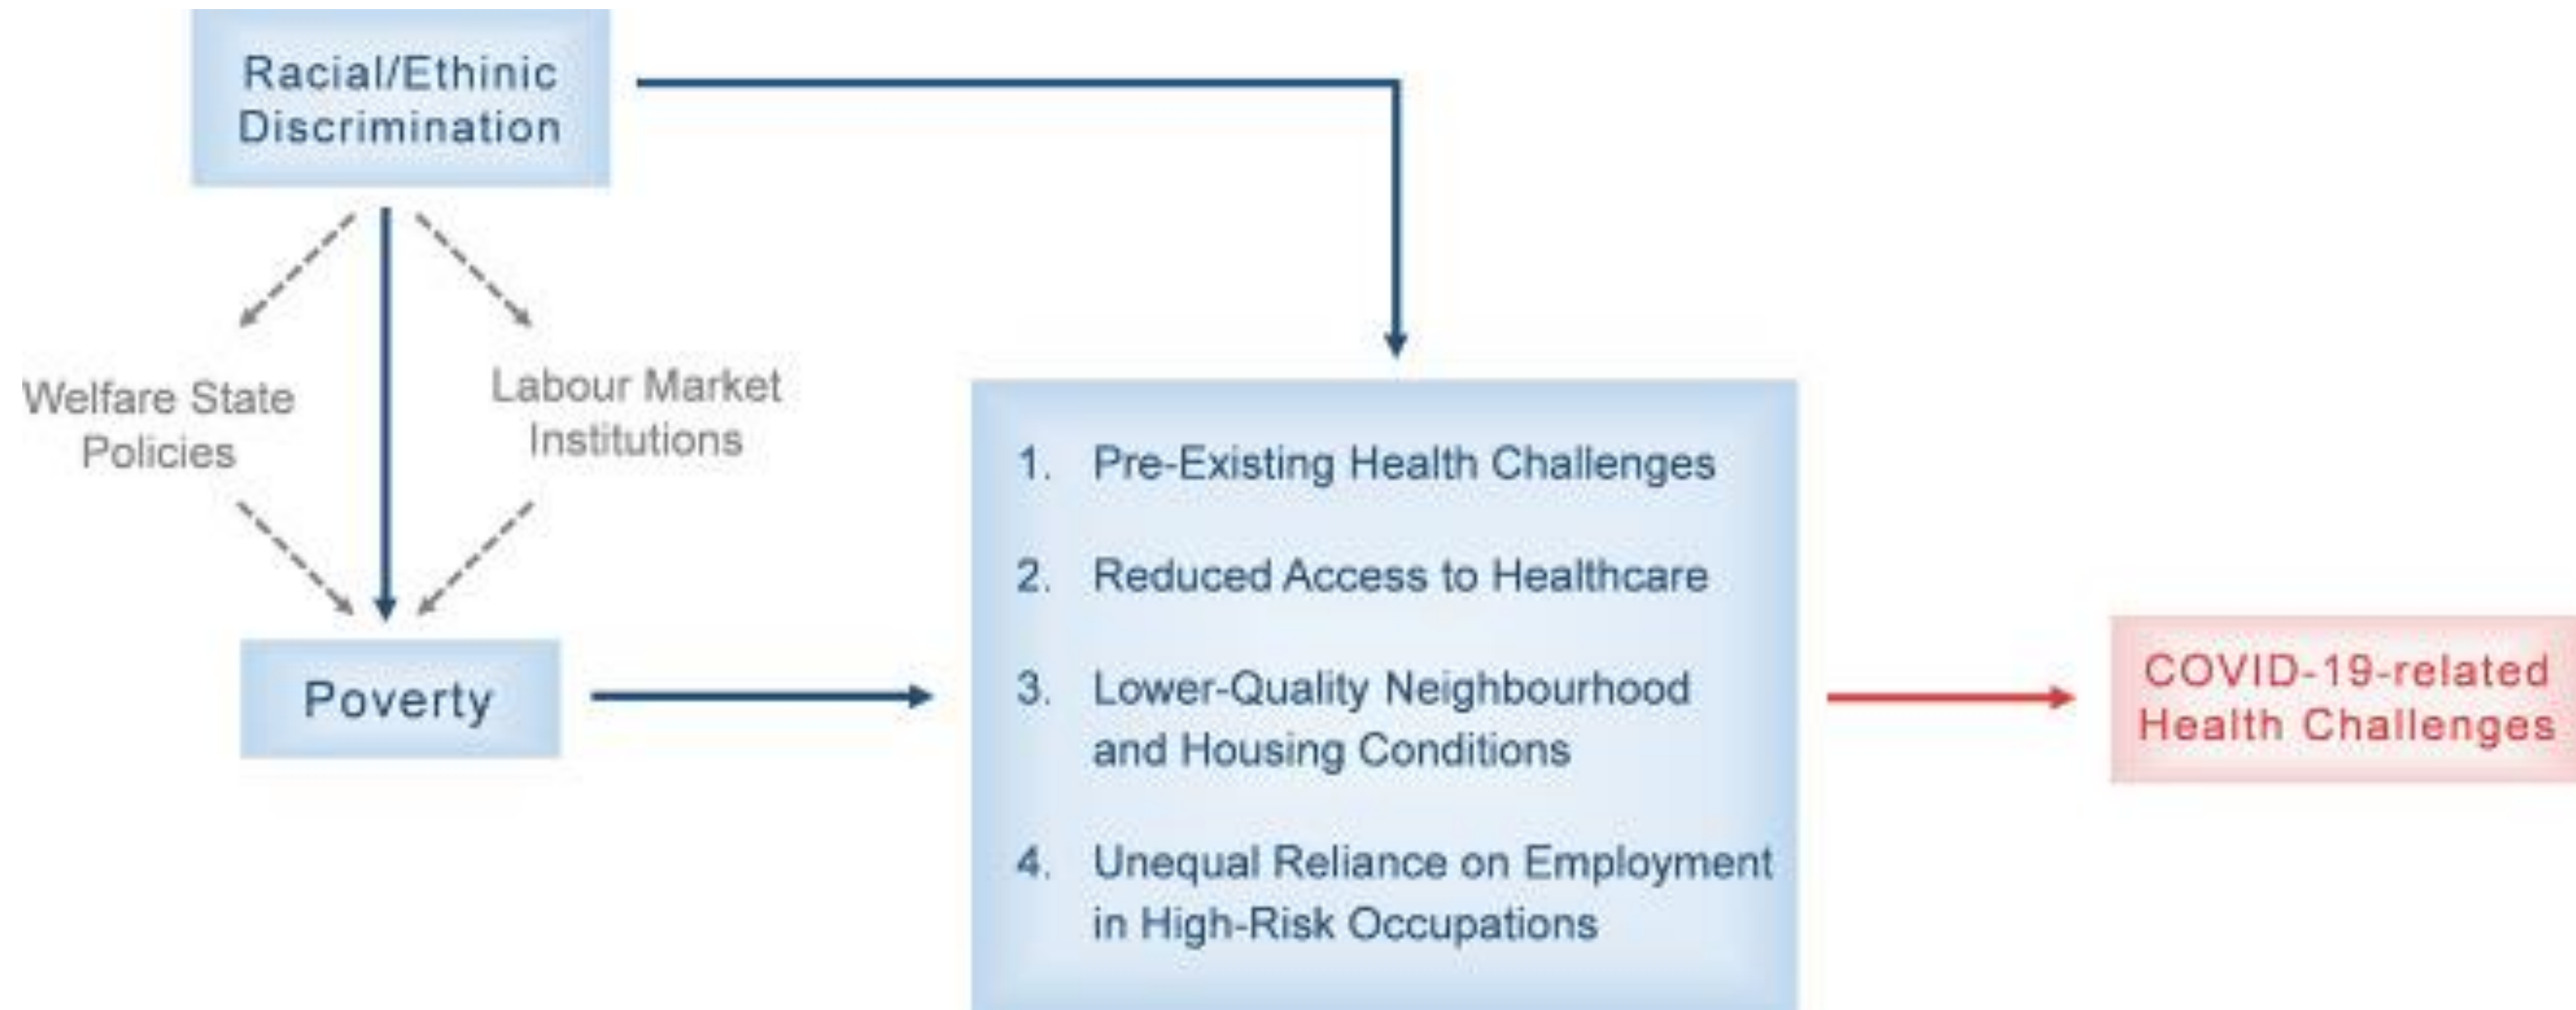 Racial/Ethinic
Discrimination
Welfare State
Policies
Labour Market
Institutions
Poverty
1. Pre-Existing Health Challenges
2. Reduced Access to Healthcare
3. Lower-Quality Neighbourhood
and Housing Conditions
4. Unequal Reliance on Employment
in High-Risk Occupations
COVID-19-related
Health Challenges